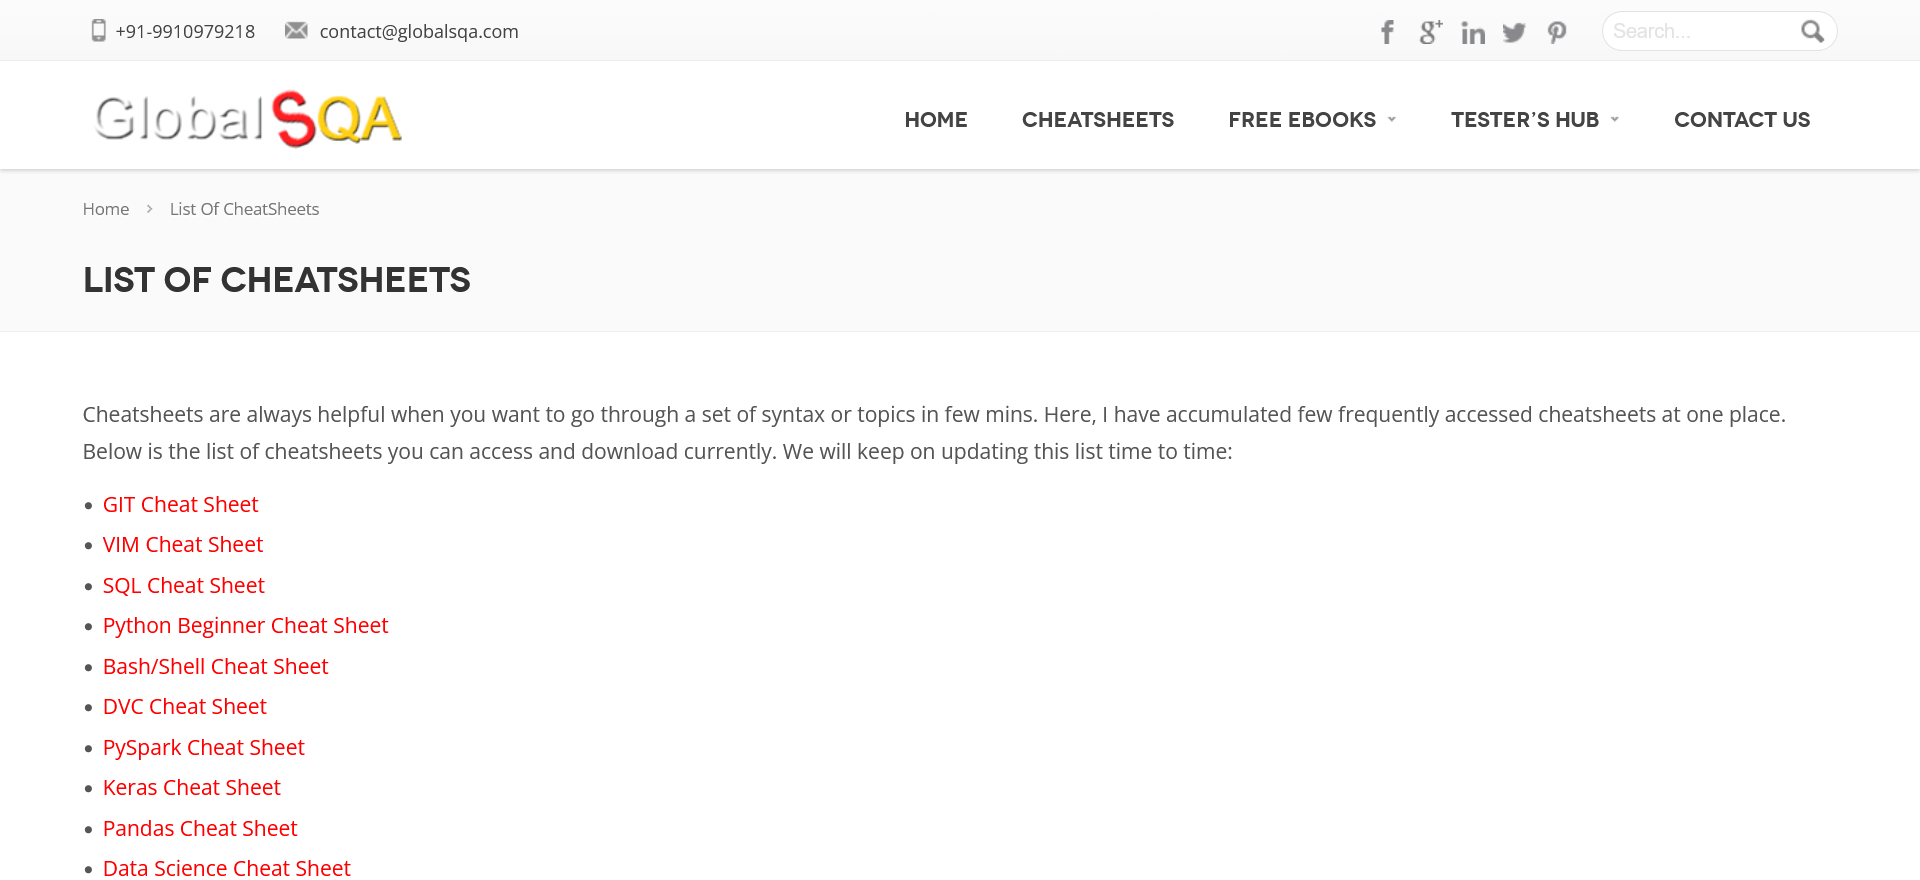 +91-9910979218 contact@globalsqa.com Search...
GlobalSQA HOME CHEATSHEETS FREE EBOOKS TESTER’S HUB CONTACT US
Home > List Of CheatSheets
LIST OF CHEATSHEETS
Cheatsheets are always helpful when you want to go through a set of syntax or topics in few mins. Here, I have accumulated few frequently accessed cheatsheets at one place.
Below is the list of cheatsheets you can access and download currently. We will keep on updating this list time to time:
• GIT Cheat Sheet
• VIM Cheat Sheet
• SQL Cheat Sheet
• Python Beginner Cheat Sheet
• Bash/Shell Cheat Sheet
• DVC Cheat Sheet
• PySpark Cheat Sheet
• Keras Cheat Sheet
• Pandas Cheat Sheet
• Data Science Cheat Sheet